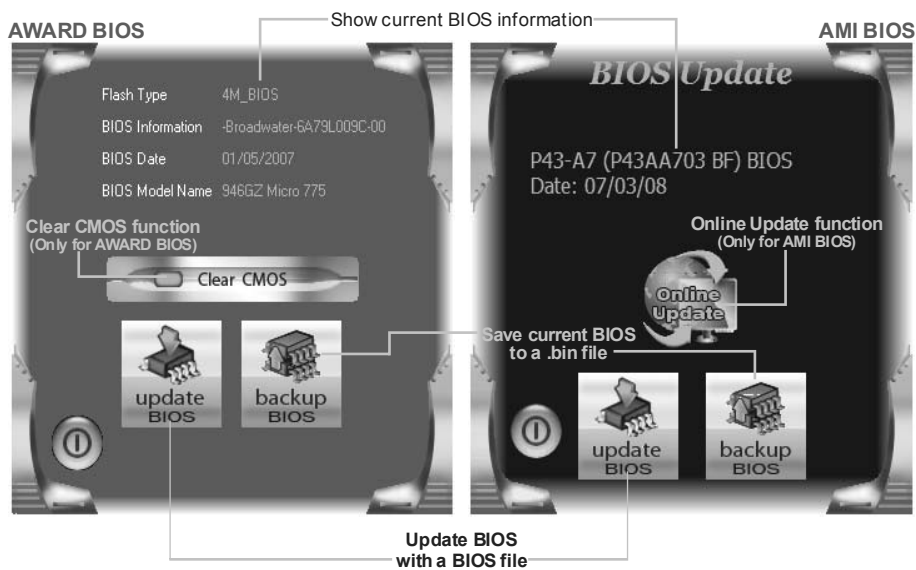 Show current BIOS information
AWARD BIOS
AMI BIOS
Flash Type 4M_BIOS
BIOS Information -Broadwater-6A79L009C-00
BIOS Date 01/05/2007
BIOS Model Name 946GZ Micro 775
Clear CMOS function
(Only for AWARD BIOS)
Clear CMOS
update
BIOS
backup
BIOS
BIOS Update
P43-A7 (P43AA703 BF) BIOS
Date: 07/03/08
Online Update function
(Only for AMI BIOS)
Online
Update
Save current BIOS
to a .bin file
update
BIOS
backup
BIOS
Update BIOS
with a BIOS file